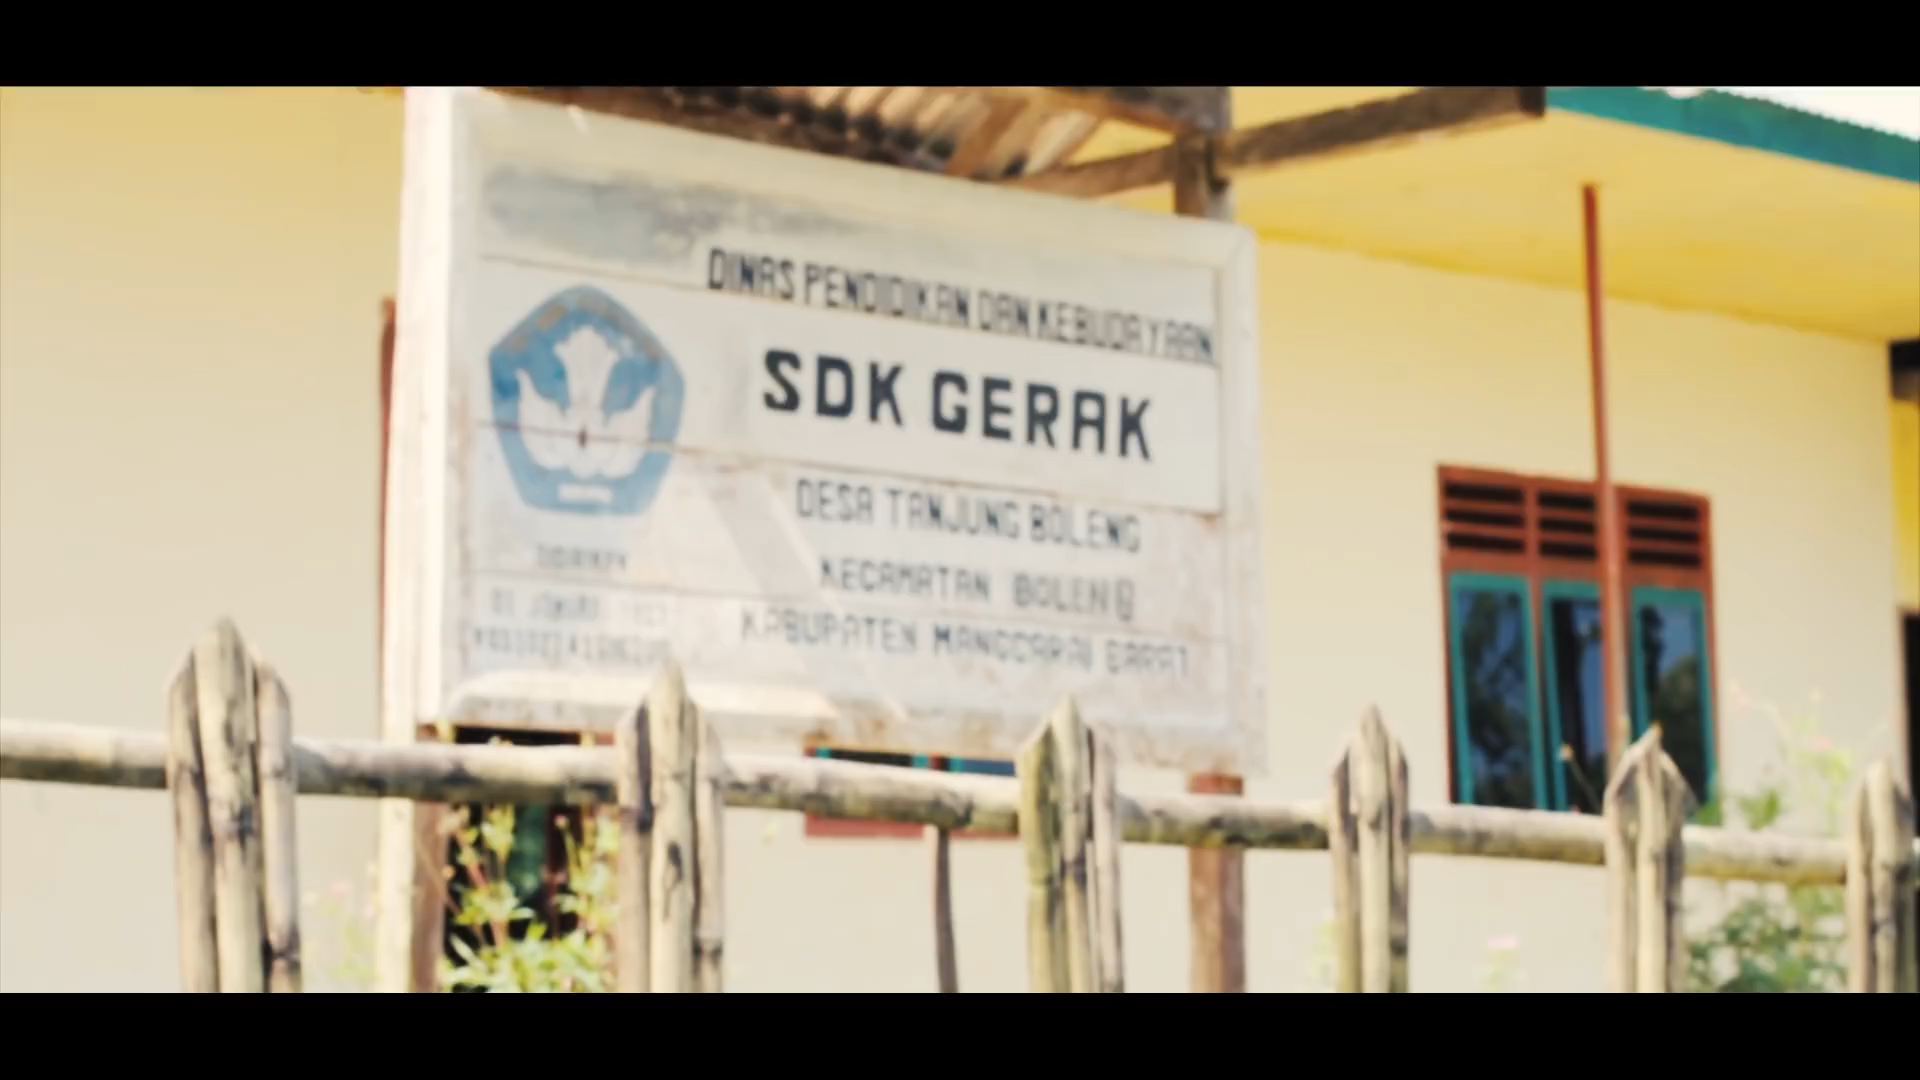 DINAS PENDIDIKAN DAN KEBUDAYAAN
SDK GERAK
DESA TANJUNG BOLENG
KECAMATAN BOLENG
KABUPATEN MANGGARAI BARAT